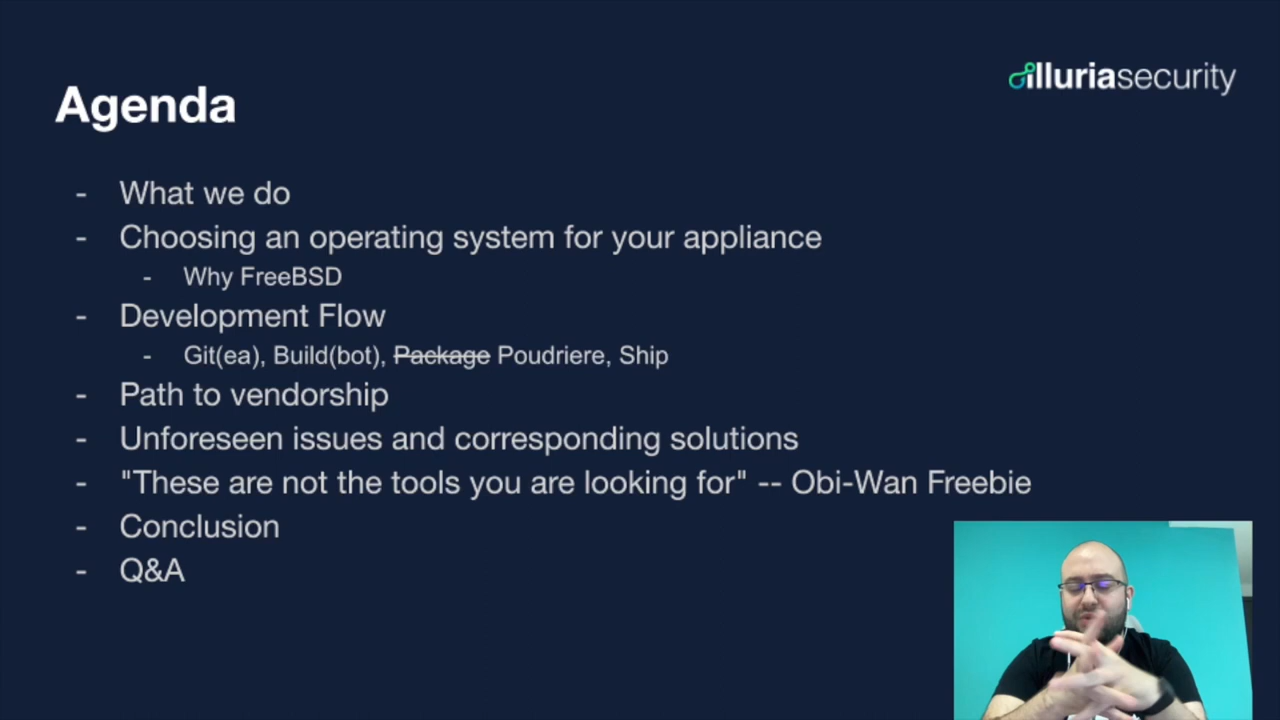 illuriasecurity
Agenda
- What we do
- Choosing an operating system for your appliance
- Why FreeBSD
- Development Flow
- Git(ea), Build(bot), Package Poudriere, Ship
- Path to vendorship
- Unforeseen issues and corresponding solutions
- "These are not the tools you are looking for" -- Obi-Wan Freebie
- Conclusion
- Q&A